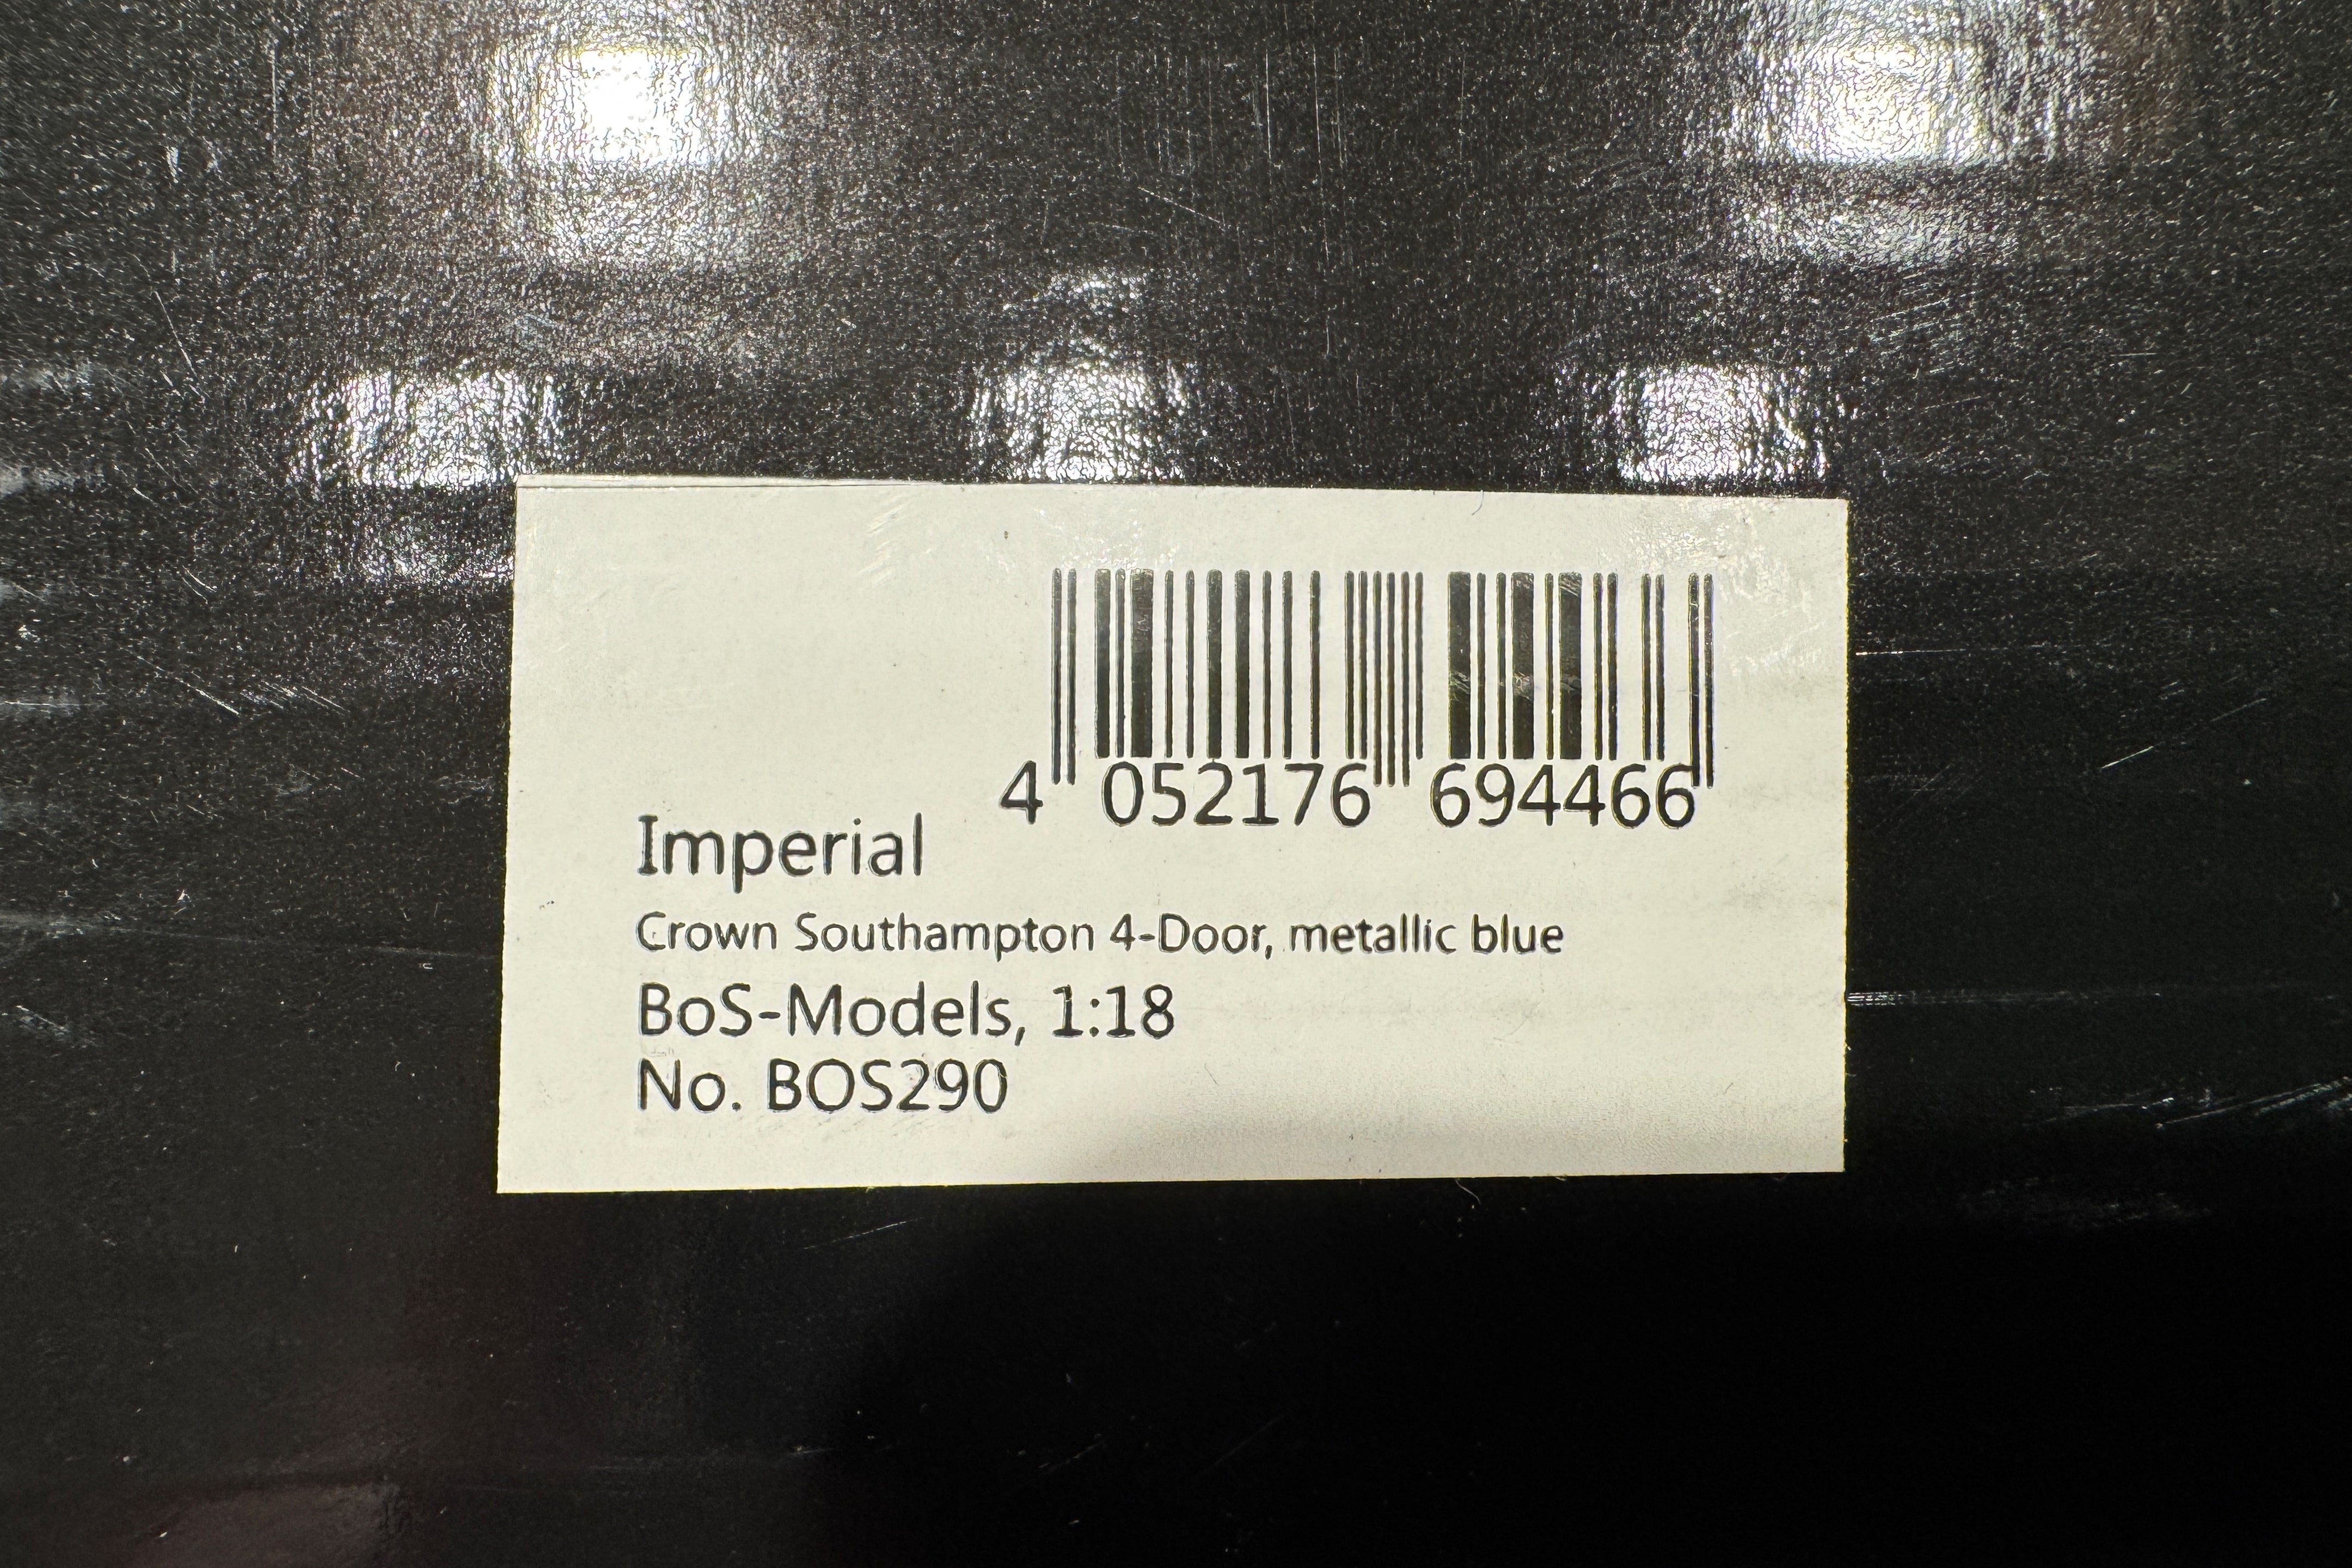 4 052176 694466
Imperial
Crown Southampton 4-Door, metallic blue
BoS-Models, 1:18
No. BOS290